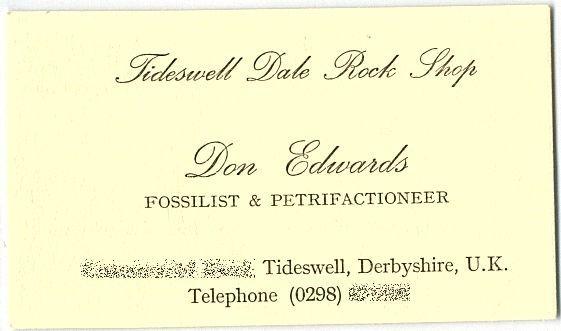 Tideswell Dale Rock Shop
Don Edwards
FOSSILIST & PETRIFACTIONEER
Tideswell, Derbyshire, U.K.
Telephone (0298)